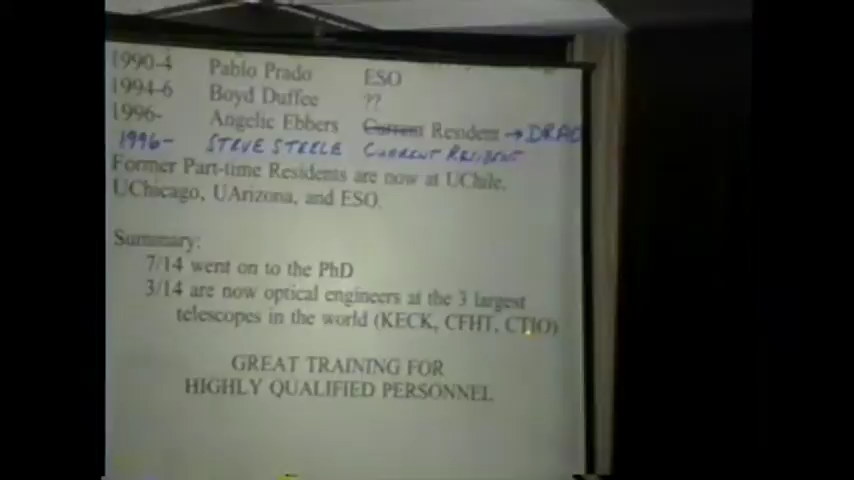 1990-4 Pablo Prado ESO
1994-6 Boyd Duffee ??
1996- Angelic Ebbers Current Resident → DRAO
1996- STEVE STEELE CURRENT RESIDENT
Former Part-time Residents are now at UChile,
UChicago, UArizona, and ESO.
Summary:
7/14 went on to the PhD
3/14 are now optical engineers at the 3 largest
telescopes in the world (KECK, CFHT, CTIO)
GREAT TRAINING FOR
HIGHLY QUALIFIED PERSONNEL